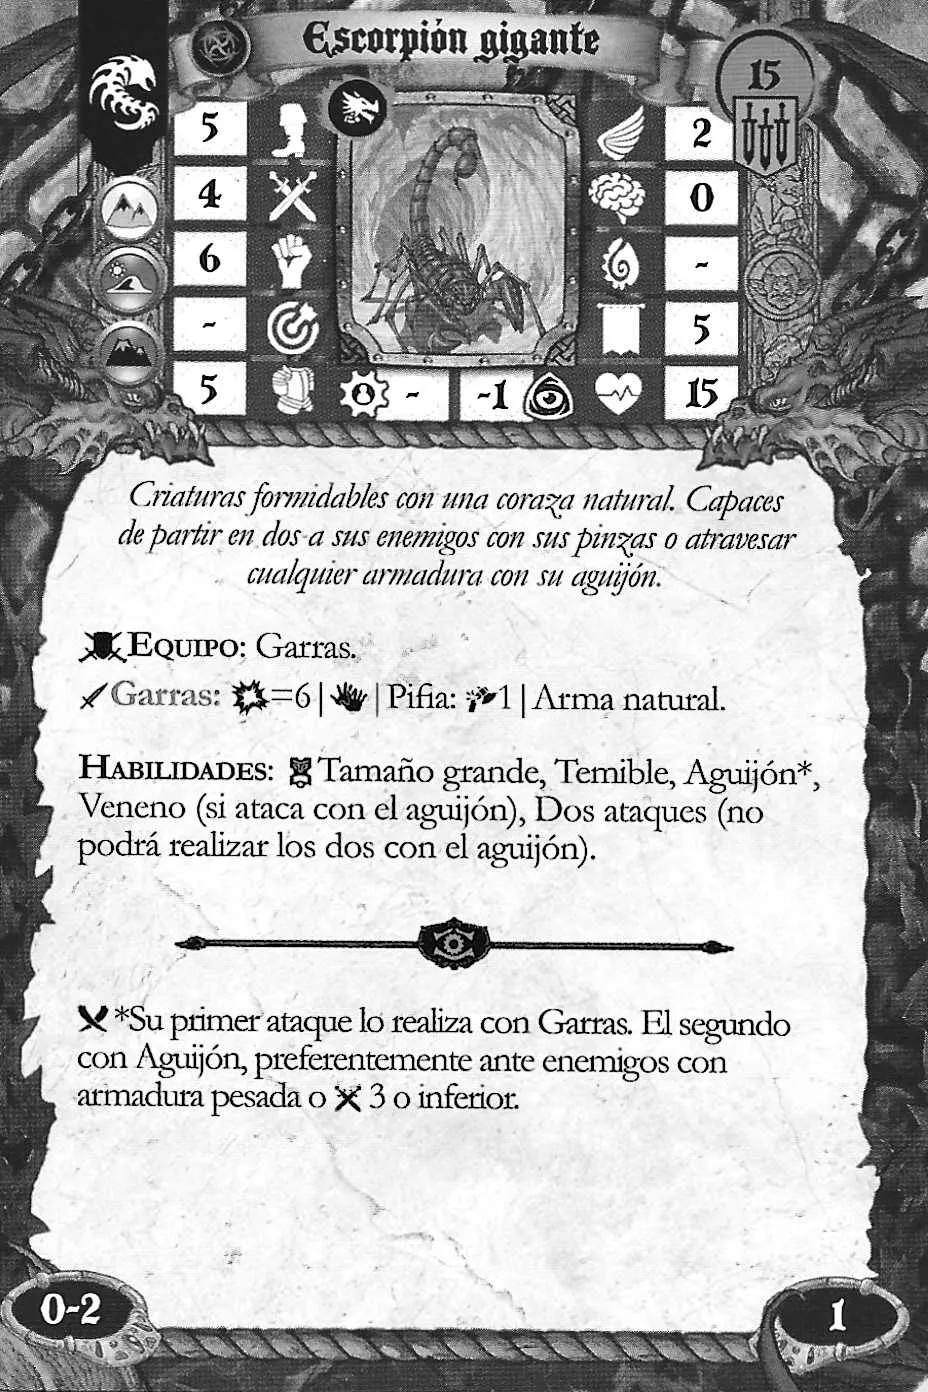 Escorpión gigante
15
5
2
4
0
6
-
-
5
5
-
-1
15
Criaturas formidables con una coraza natural. Capaces
de partir en dos a sus enemigos con sus pinzas o atravesar
cualquier armadura con su aguijón.
EQUIPO: Garras.
Garras: =6 | | Pifia: 1 | Arma natural.
HABILIDADES: Tamaño grande, Temible, Aguijón*,
Veneno (si ataca con el aguijón), Dos ataques (no
podrá realizar los dos con el aguijón).
*Su primer ataque lo realiza con Garras. El segundo
con Aguijón, preferentemente ante enemigos con
armadura pesada o 3 o inferior.
0-2
1